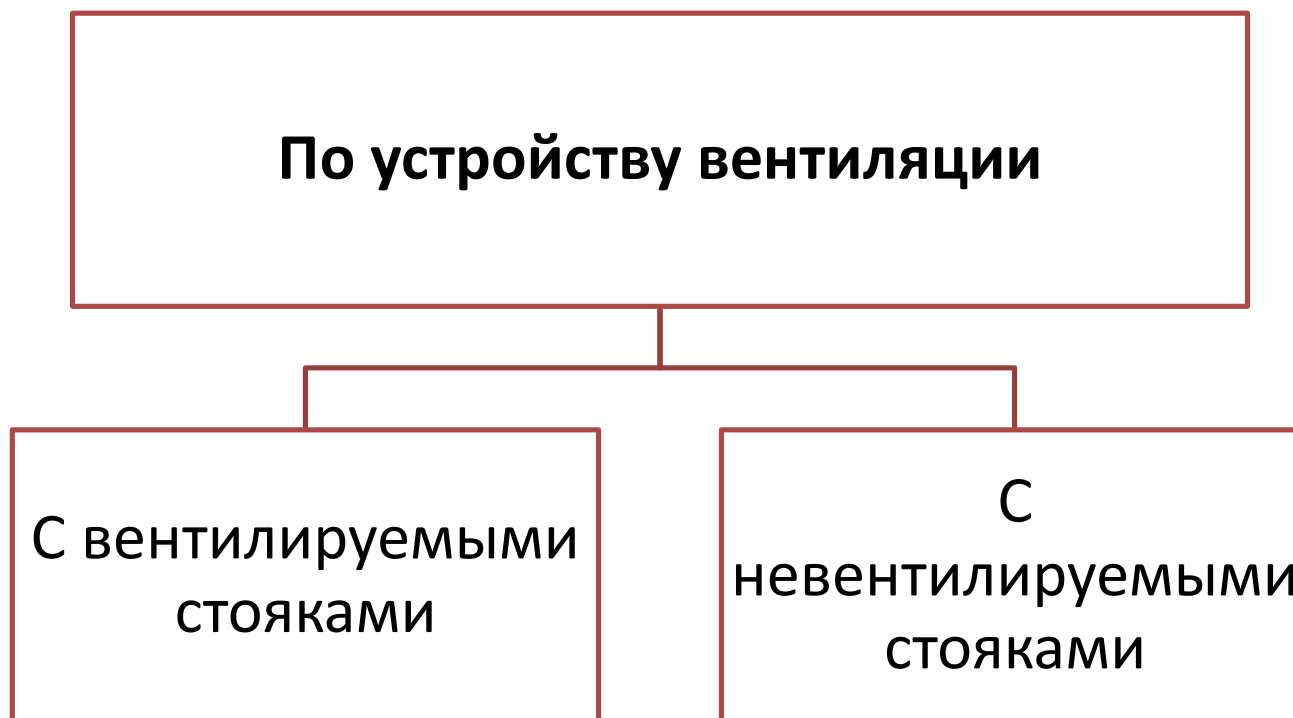 По устройству вентиляции
С вентилируемыми
стояками
С
невентилируемыми
стояками